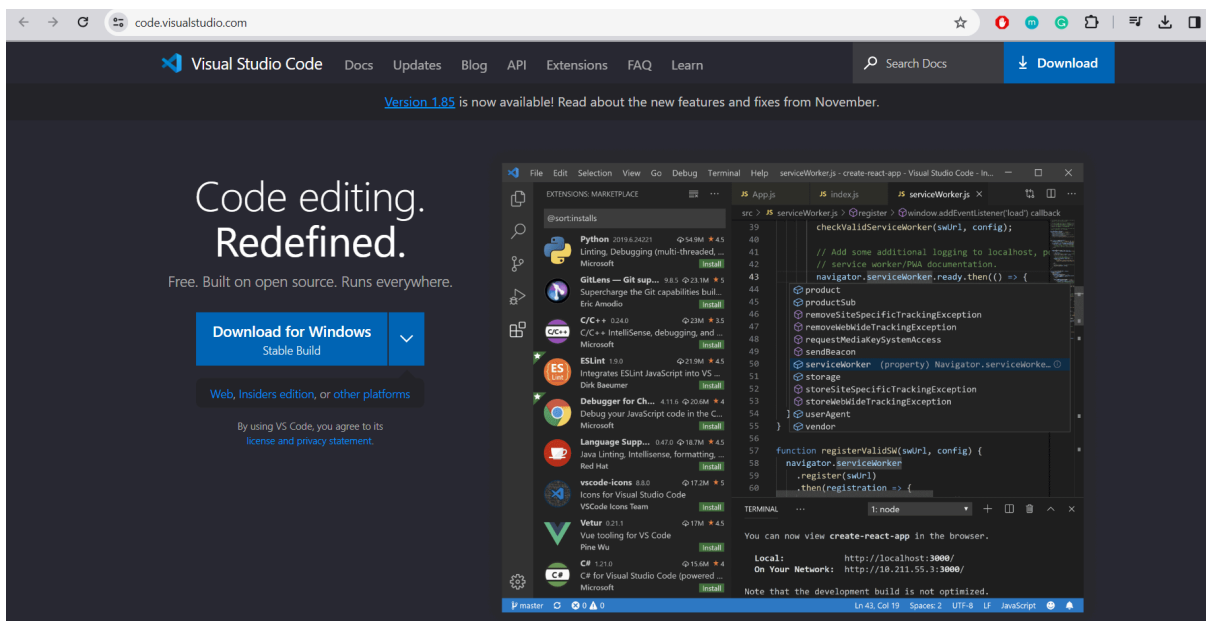 code.visualstudio.com
Visual Studio Code Docs Updates Blog API Extensions FAQ Learn Search Docs Download
Version 1.85 is now available! Read about the new features and fixes from November.
Code editing.
Redefined.
Free. Built on open source. Runs everywhere.
Download for Windows
Stable Build
Web, Insiders edition, or other platforms
By using VS Code, you agree to its
license and privacy statement.
File Edit Selection View Go Debug Terminal Help serviceWorker.js - create-react-app - Visual Studio Code - In...
EXTENSIONS: MARKETPLACE
@sort:installs
Python 2019.6.24221 54.9M 4.5
Linting, Debugging (multi-threaded, ...
Microsoft Install
GitLens — Git sup... 9.8.5 23.1M 5
Supercharge the Git capabilities buil...
Eric Amodio Install
C/C++ 0.24.0 23M 3.5
C/C++ IntelliSense, debugging, and ...
Microsoft Install
ESLint 1.9.0 21.9M 4.5
Integrates ESLint JavaScript into VS ...
Dirk Baeumer Install
Debugger for Ch... 4.11.6 20.6M 4
Debug your JavaScript code in the C...
Microsoft Install
Language Supp... 0.47.0 18.7M 4.5
Java Linting, Intellisense, formatting, ...
Red Hat Install
vscode-icons 8.8.0 17.2M 5
Icons for Visual Studio Code
VSCode Icons Team Install
Vetur 0.21.1 17M 4.5
Vue tooling for VS Code
Pine Wu Install
C# 1.21.0 15.6M 4
C# for Visual Studio Code (powered ...
Microsoft Install
JS App.js JS index.js JS serviceWorker.js
src > JS serviceWorker.js > register > window.addEventListener('load') callback
39 checkValidServiceWorker(swUrl, config);
40
41 // Add some additional logging to localhost, p
42 // service worker/PWA documentation.
43 navigator.serviceWorker.ready.then(() => {
44 product
45 productSub
46 removeSiteSpecificTrackingException
47 removeWebWideTrackingException
48 requestMediaKeySystemAccess
49 sendBeacon
50 serviceWorker (property) Navigator.serviceWorke...
51 storage
52 storeSiteSpecificTrackingException
53 storeWebWideTrackingException
54 ] userAgent
55 } vendor
56
57 function registerValidSW(swUrl, config) {
58 navigator.serviceWorker
59 .register(swUrl)
60 .then(registration => {
TERMINAL ... 1: node
You can now view create-react-app in the browser.
Local: http://localhost:3000/
On Your Network: http://10.211.55.3:3000/
Note that the development build is not optimized.
master 0 0 Ln 43, Col 19 Spaces: 2 UTF-8 LF JavaScript